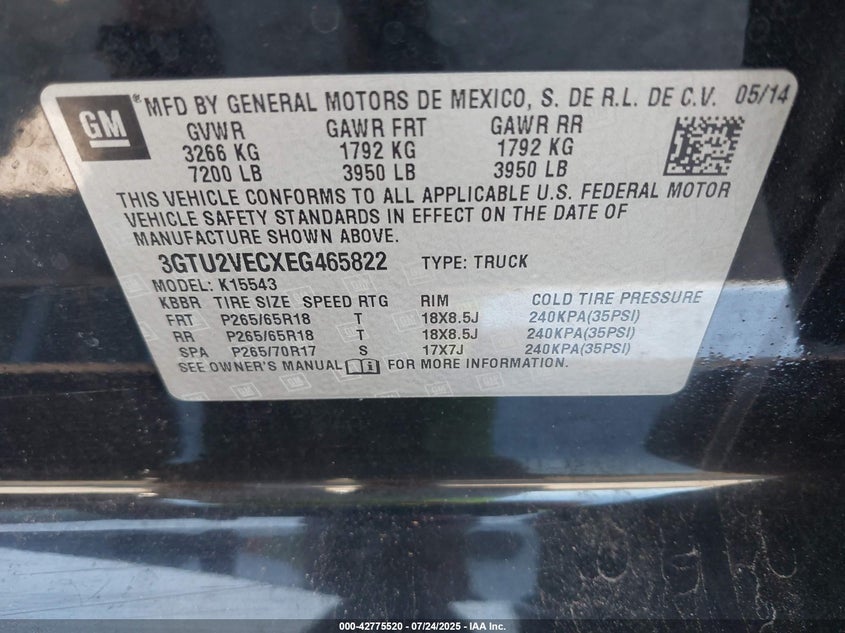 GM ® MFD BY GENERAL MOTORS DE MEXICO, S. DE R.L. DE C.V. 05/14
GVWR GAWR FRT GAWR RR
3266 KG 1792 KG 1792 KG
7200 LB 3950 LB 3950 LB
THIS VEHICLE CONFORMS TO ALL APPLICABLE U.S. FEDERAL MOTOR
VEHICLE SAFETY STANDARDS IN EFFECT ON THE DATE OF
MANUFACTURE SHOWN ABOVE.
3GTU2VECXEG465822 TYPE: TRUCK
MODEL: K15543
KBBR TIRE SIZE SPEED RTG RIM COLD TIRE PRESSURE
FRT P265/65R18 T 18X8.5J 240KPA(35PSI)
RR P265/65R18 T 18X8.5J 240KPA(35PSI)
SPA P265/70R17 S 17X7J 240KPA(35PSI)
SEE OWNER'S MANUAL i FOR MORE INFORMATION.
000-42775520 | 07/24/2025 | IAA Inc.